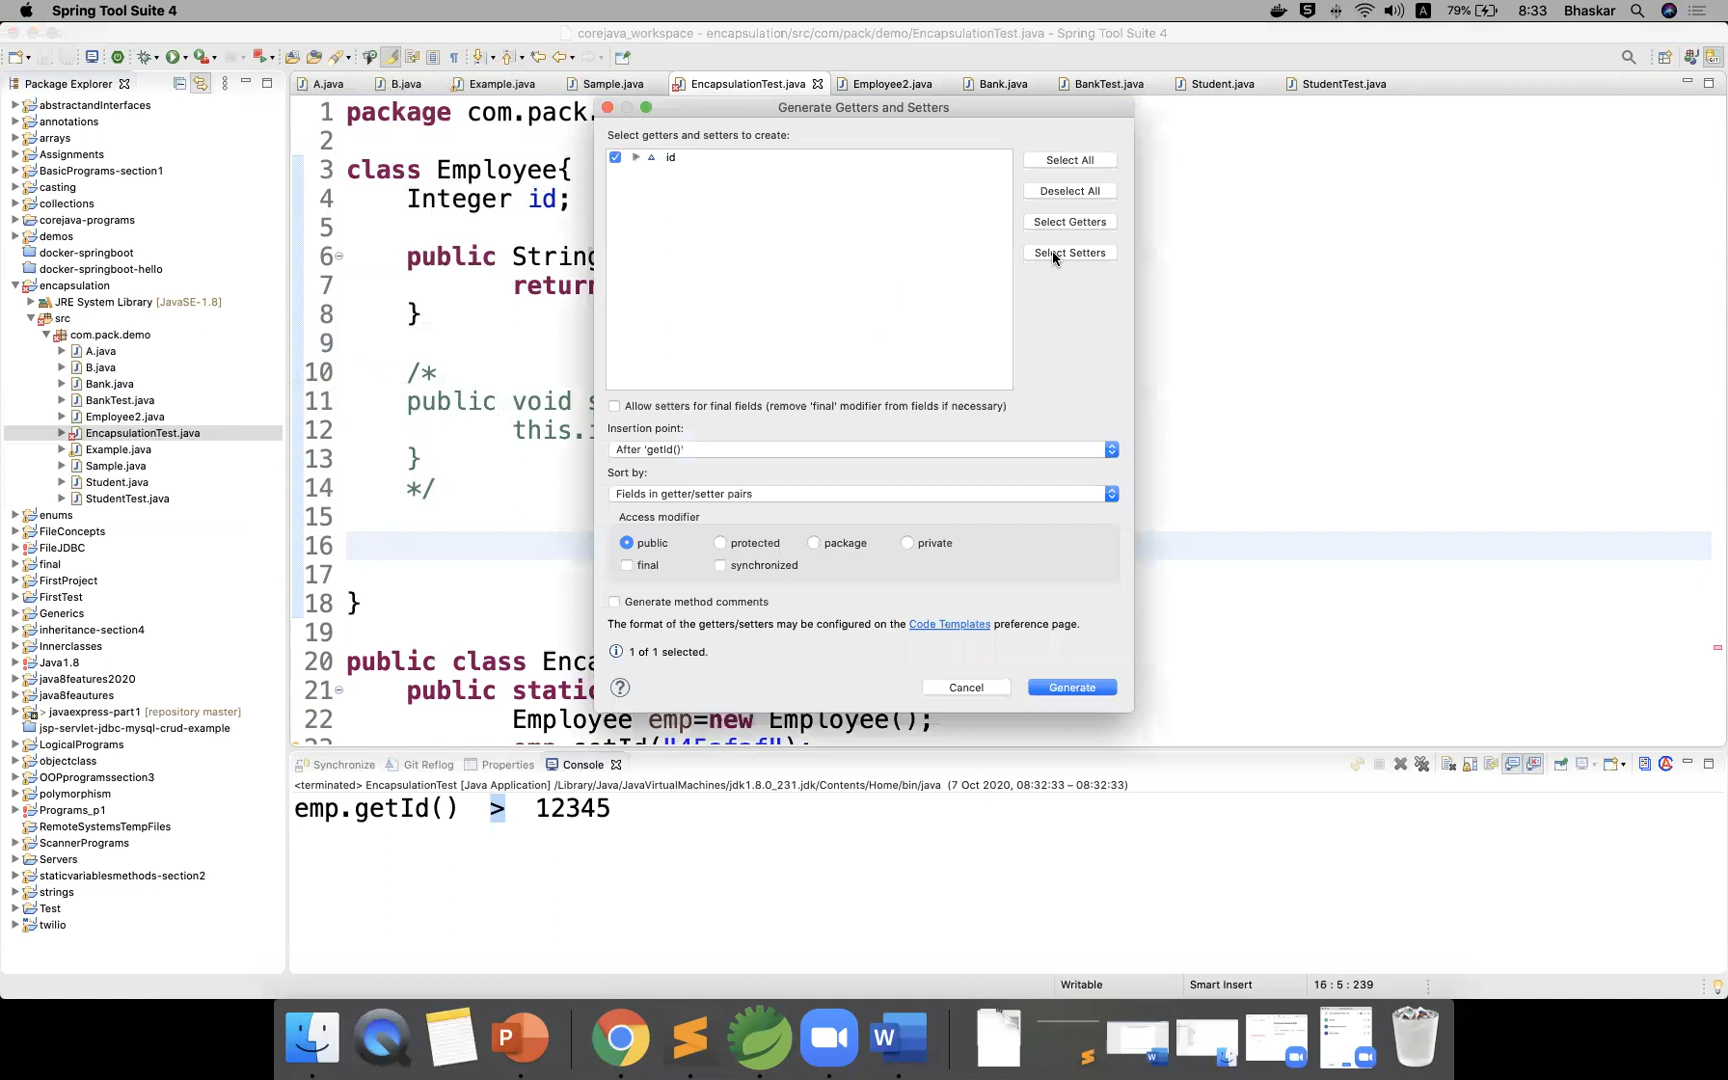 Spring Tool Suite 4
79%
8:33
Bhaskar
corejava_workspace - encapsulation/src/com/pack/demo/EncapsulationTest.java - Spring Tool Suite 4
Package Explorer
A.java
B.java
Example.java
Sample.java
EncapsulationTest.java
Employee2.java
Bank.java
BankTest.java
Student.java
StudentTest.java
abstractandInterfaces
annotations
arrays
Assignments
BasicPrograms-section1
casting
collections
corejava-programs
demos
docker-springboot
docker-springboot-hello
encapsulation
JRE System Library [JavaSE-1.8]
src
com.pack.demo
A.java
B.java
Bank.java
BankTest.java
Employee2.java
EncapsulationTest.java
Example.java
Sample.java
Student.java
StudentTest.java
enums
FileConcepts
FileJDBC
final
FirstProject
FirstTest
Generics
inheritance-section4
Innerclasses
Java1.8
java8features2020
java8feautures
> javaexpress-part1 [repository master]
jsp-servlet-jdbc-mysql-crud-example
LogicalPrograms
objectclass
OOPprogramssection3
polymorphism
Programs_p1
RemoteSystemsTempFiles
ScannerPrograms
Servers
staticvariablesmethods-section2
strings
Test
twilio
1 package com.pack.
2
3 class Employee{
4 Integer id;
5
6 public String
7 return
8 }
9
10 /*
11 public void s
12 this.i
13 }
14 */
15
16
17
18 }
19
20 public class Enca
21 public static
22 Employee emp=new Employee();
Generate Getters and Setters
Select getters and setters to create:
id
Select All
Deselect All
Select Getters
Select Setters
Allow setters for final fields (remove 'final' modifier from fields if necessary)
Insertion point:
After 'getId()'
Sort by:
Fields in getter/setter pairs
Access modifier
public
protected
package
private
final
synchronized
Generate method comments
The format of the getters/setters may be configured on the Code Templates preference page.
1 of 1 selected.
Cancel
Generate
Synchronize
Git Reflog
Properties
Console
<terminated> EncapsulationTest [Java Application] /Library/Java/JavaVirtualMachines/jdk1.8.0_231.jdk/Contents/Home/bin/java (7 Oct 2020, 08:32:33 – 08:32:33)
emp.getId() > 12345
Writable
Smart Insert
16 : 5 : 239